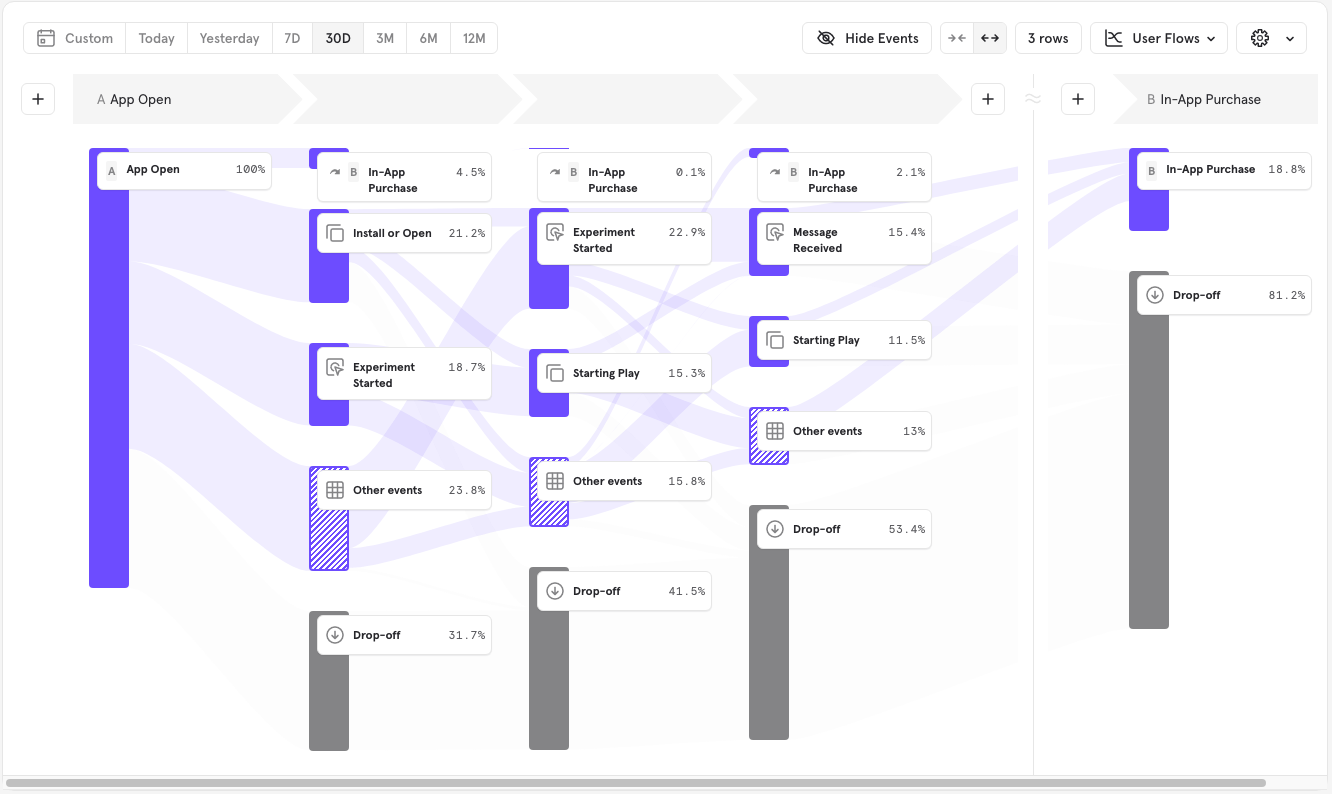 Custom
Today
Yesterday
7D
30D
3M
6M
12M
Hide Events
3 rows
User Flows
A App Open
B In-App Purchase
A App Open 100%
B In-App Purchase 4.5%
Install or Open 21.2%
Experiment Started 18.7%
Other events 23.8%
Drop-off 31.7%
B In-App Purchase 0.1%
Experiment Started 22.9%
Starting Play 15.3%
Other events 15.8%
Drop-off 41.5%
B In-App Purchase 2.1%
Message Received 15.4%
Starting Play 11.5%
Other events 13%
Drop-off 53.4%
B In-App Purchase 18.8%
Drop-off 81.2%